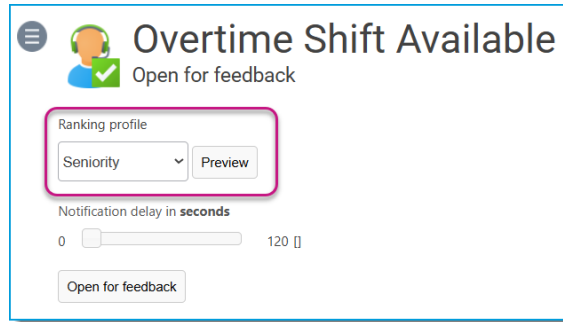 Overtime Shift Available
Open for feedback
Ranking profile
Seniority Preview
Notification delay in seconds
0 120 []
Open for feedback